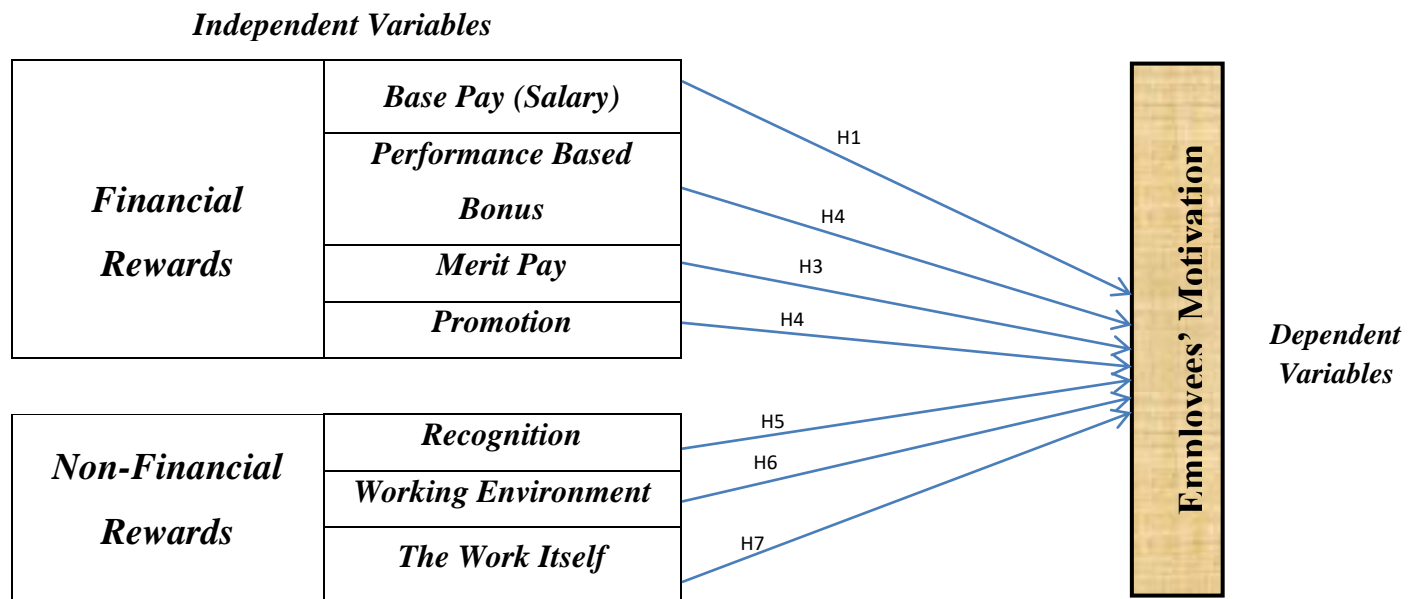 Independent Variables
Financial
Rewards
Base Pay (Salary)
Performance Based
Bonus
Merit Pay
Promotion
H1
H4
H3
H4
Non-Financial
Rewards
Recognition
Working Environment
The Work Itself
H5
H6
H7
Employees’ Motivation
Dependent
Variables